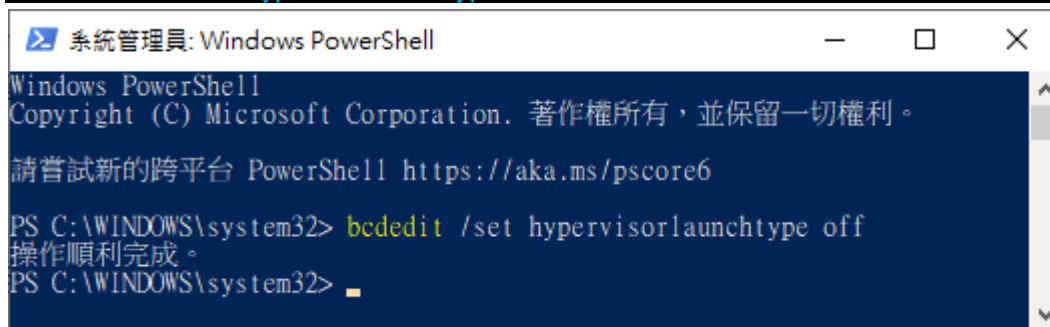 系統管理員: Windows PowerShell
Windows PowerShell
Copyright (C) Microsoft Corporation. 著作權所有，並保留一切權利。
請嘗試新的跨平台 PowerShell https://aka.ms/pscore6
PS C:\WINDOWS\system32> bcdedit /set hypervisorlaunchtype off
操作順利完成。
PS C:\WINDOWS\system32>